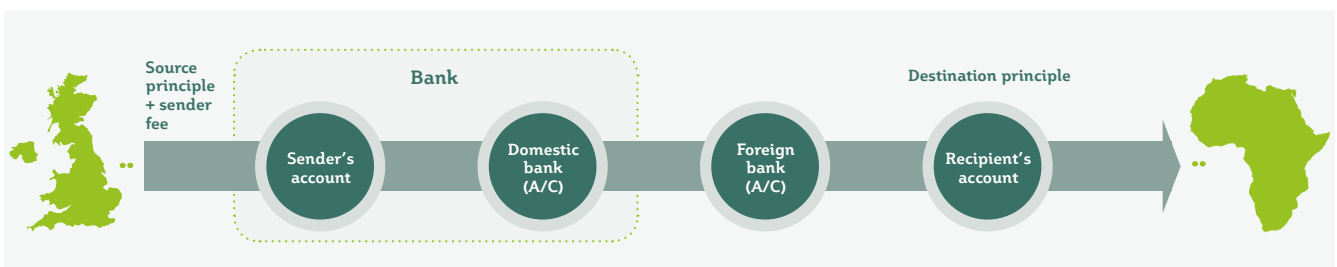 Source
principle
+ sender
fee
Bank
Destination principle
Sender’s
account
Domestic
bank
(A/C)
Foreign
bank
(A/C)
Recipient’s
account